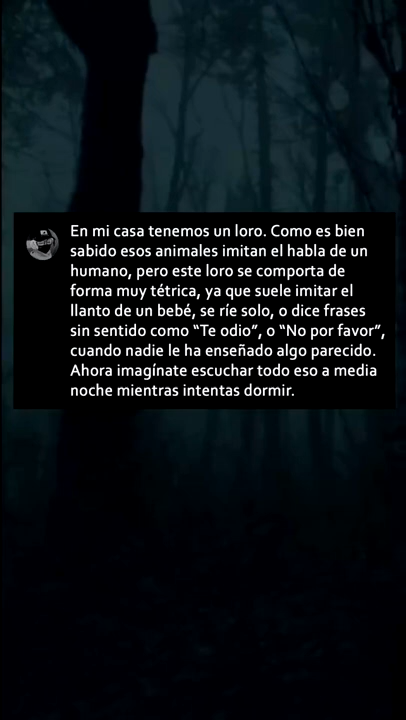 En mi casa tenemos un loro. Como es bien
sabido esos animales imitan el habla de un
humano, pero este loro se comporta de
forma muy tétrica, ya que suele imitar el
llanto de un bebé, se ríe solo, o dice frases
sin sentido como “Te odio”, o “No por favor”,
cuando nadie le ha enseñado algo parecido.
Ahora imagínate escuchar todo eso a media
noche mientras intentas dormir.